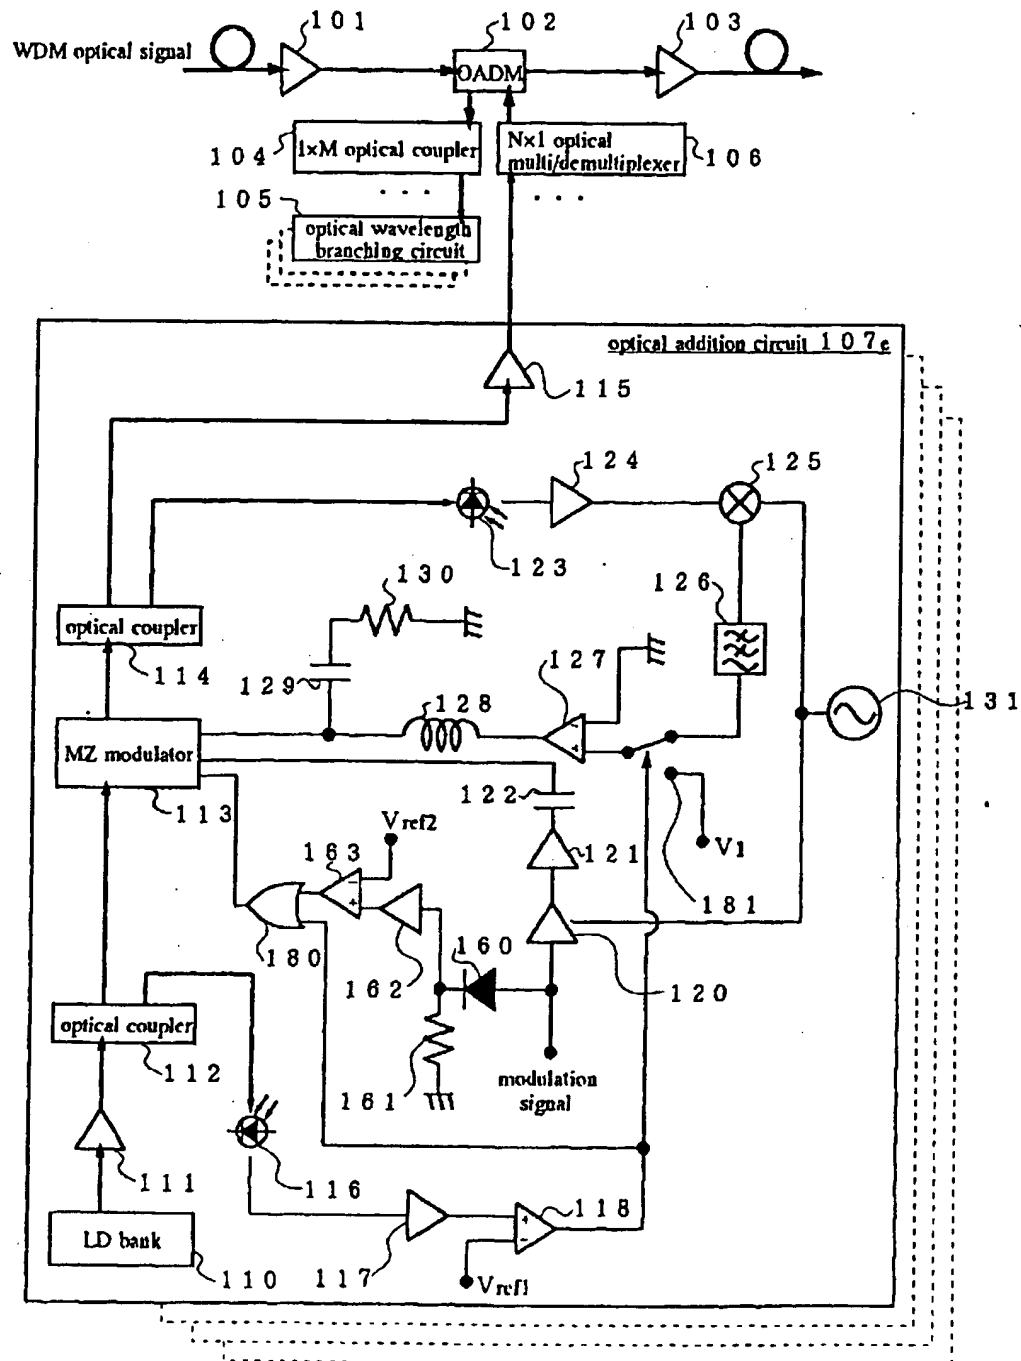 101
102
103
WDM optical signal
OADM
104
1×M optical coupler
N×1 optical
multi/demultiplexer
106
105
optical wavelength
branching circuit
optical addition circuit 107e
115
124
125
123
130
126
optical coupler
114
129
127
128
131
MZ modulator
113
122
Vref2
V1
163
121
181
180
162
160
120
optical coupler
112
161
modulation
signal
111
116
118
LD bank
110
117
Vref1